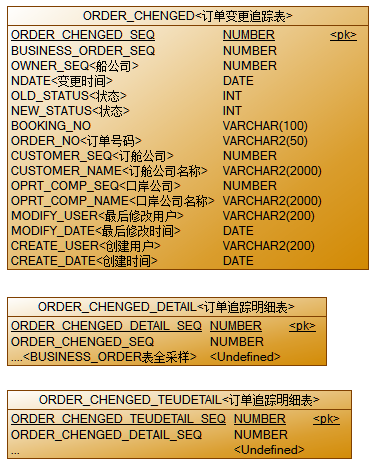 ORDER_CHENGED<订单变更追踪表>
ORDER_CHENGED_SEQ NUMBER <pk>
BUSINESS_ORDER_SEQ NUMBER
OWNER_SEQ<船公司> NUMBER
NDATE<变更时间> DATE
OLD_STATUS<状态> INT
NEW_STATUS<状态> INT
BOOKING_NO VARCHAR(100)
ORDER_NO<订单号码> VARCHAR2(50)
CUSTOMER_SEQ<订舱公司> NUMBER
CUSTOMER_NAME<订舱公司名称> VARCHAR2(2000)
OPRT_COMP_SEQ<口岸公司> NUMBER
OPRT_COMP_NAME<口岸公司名称> VARCHAR2(2000)
MODIFY_USER<最后修改用户> VARCHAR2(200)
MODIFY_DATE<最后修改时间> DATE
CREATE_USER<创建用户> VARCHAR2(200)
CREATE_DATE<创建时间> DATE
ORDER_CHENGED_DETAIL<订单追踪明细表>
ORDER_CHENGED_DETAIL_SEQ NUMBER <pk>
ORDER_CHENGED_SEQ NUMBER
....<BUSINESS_ORDER表全采样> <Undefined>
ORDER_CHENGED_TEUDETAIL<订单追踪明细表>
ORDER_CHENGED_TEUDETAIL_SEQ NUMBER <pk>
ORDER_CHENGED_DETAIL_SEQ NUMBER
... <Undefined>